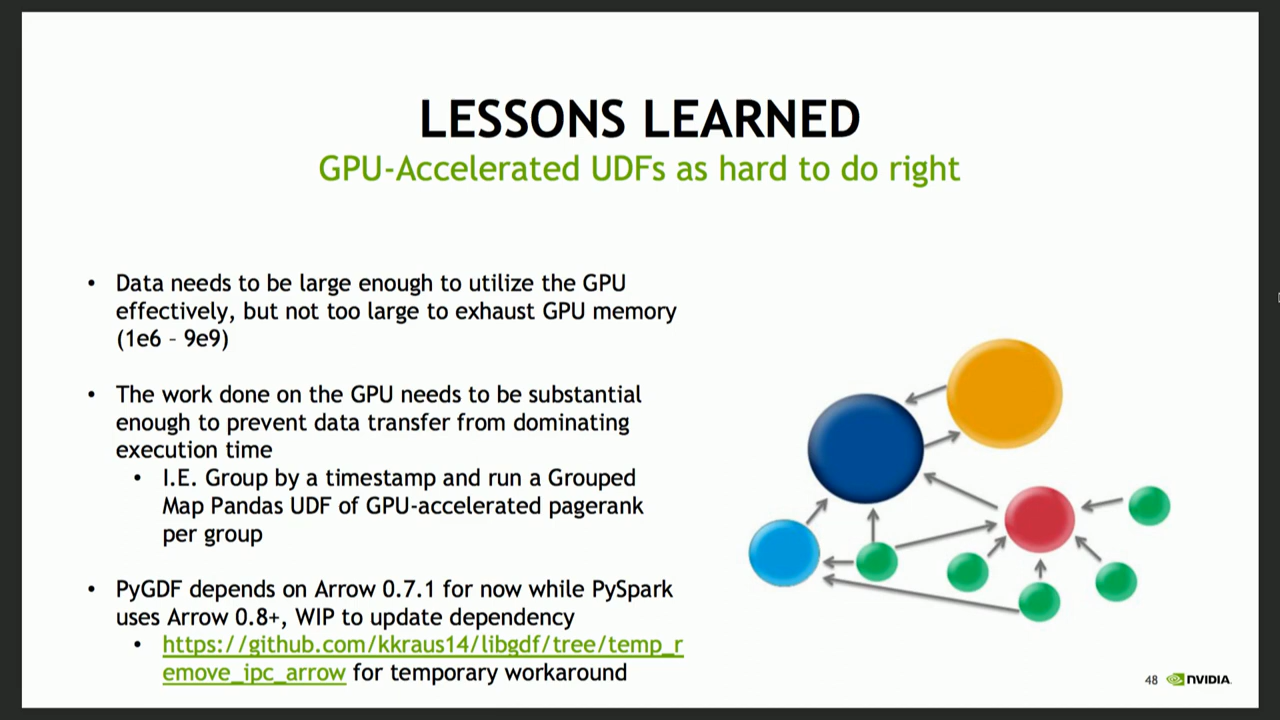 LESSONS LEARNED
GPU-Accelerated UDFs as hard to do right
• Data needs to be large enough to utilize the GPU
effectively, but not too large to exhaust GPU memory
(1e6 – 9e9)
• The work done on the GPU needs to be substantial
enough to prevent data transfer from dominating
execution time
• I.E. Group by a timestamp and run a Grouped
Map Pandas UDF of GPU-accelerated pagerank
per group
• PyGDF depends on Arrow 0.7.1 for now while PySpark
uses Arrow 0.8+, WIP to update dependency
• https://github.com/kkraus14/libgdf/tree/temp_r
emove_ipc_arrow for temporary workaround
48 NVIDIA.